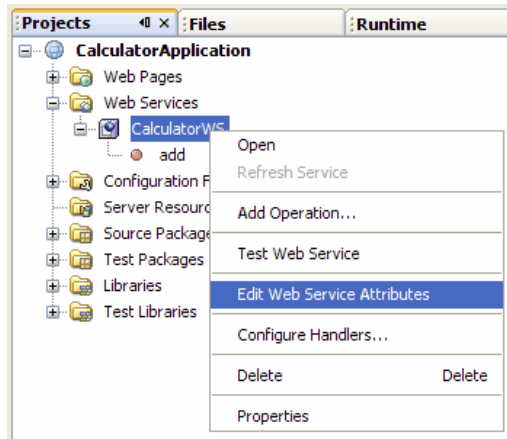 Projects
Files
Runtime
CalculatorApplication
Web Pages
Web Services
CalculatorWS
add
Configuration F
Server Resourc
Source Package
Test Packages
Libraries
Test Libraries
Open
Refresh Service
Add Operation...
Test Web Service
Edit Web Service Attributes
Configure Handlers...
Delete Delete
Properties